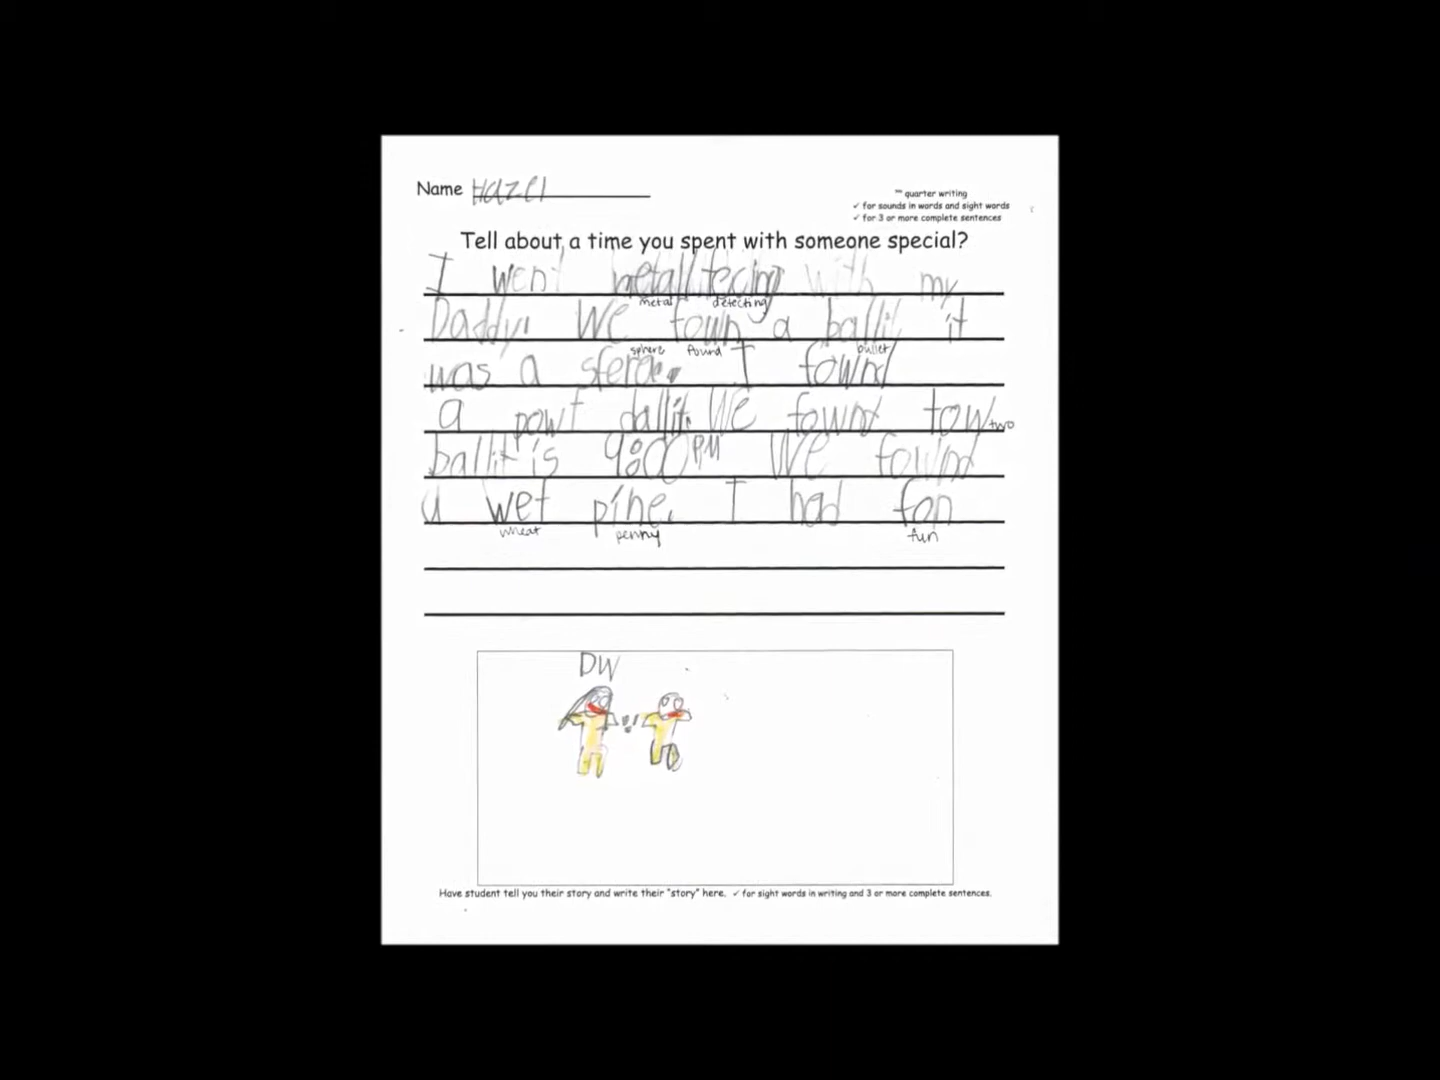 Name Hazel
quarter writing
✓ for sounds in words and sight words
✓ for 3 or more complete sentences
Tell about a time you spent with someone special?
I went metall tecing with my
metal detecting
Daddy. We fown a ballit it
sphere found bullet
was a sfera. I fownd
a powf dallit. We fownd tow
two
ballit is 9:00 PM We fownd
u wet pine. I had fon
wheat penny fun
DW
Have student tell you their story and write their "story" here. ✓ for sight words in writing and 3 or more complete sentences.